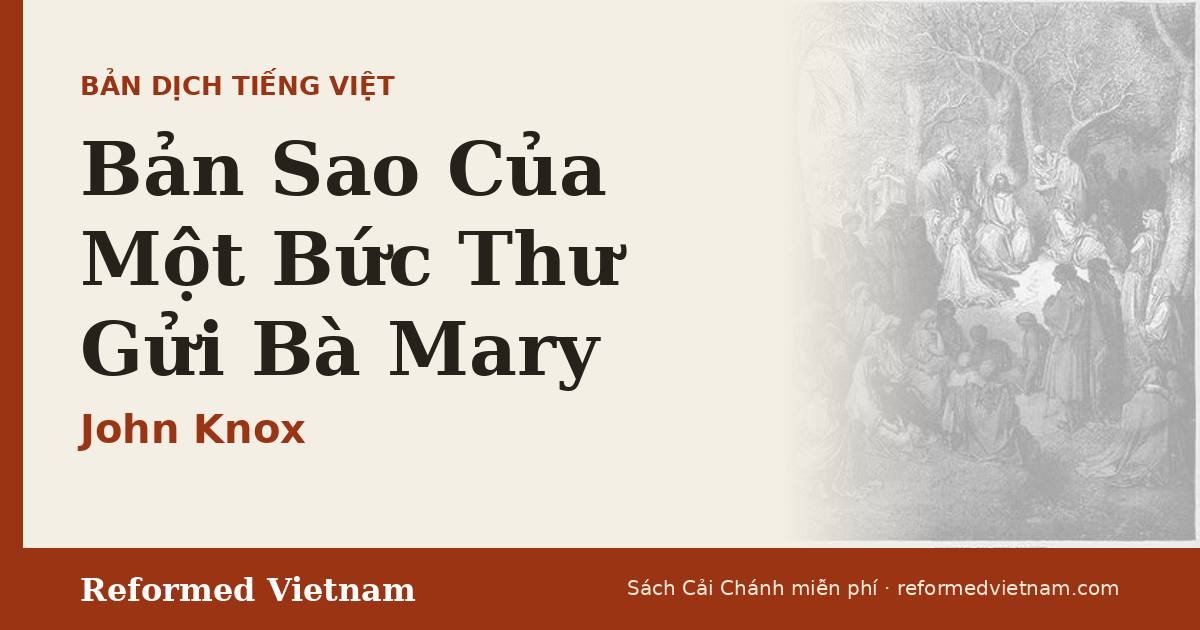 BẢN DỊCH TIẾNG VIỆT
Bản Sao Của
Một Bức Thư
Gửi Bà Mary
John Knox
Reformed Vietnam
Sách Cải Chánh miễn phí · reformedvietnam.com